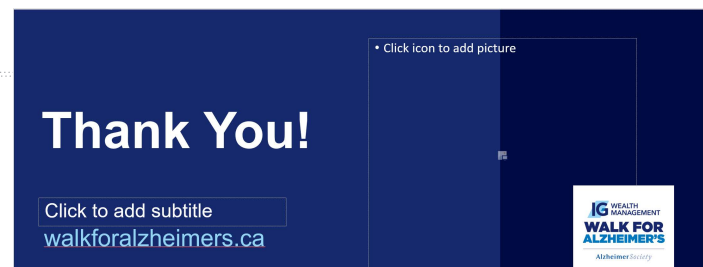 • Click icon to add picture
Thank You!
Click to add subtitle
walkforalzheimers.ca
IG WEALTH
MANAGEMENT
WALK FOR
ALZHEIMER'S
Alzheimer Society